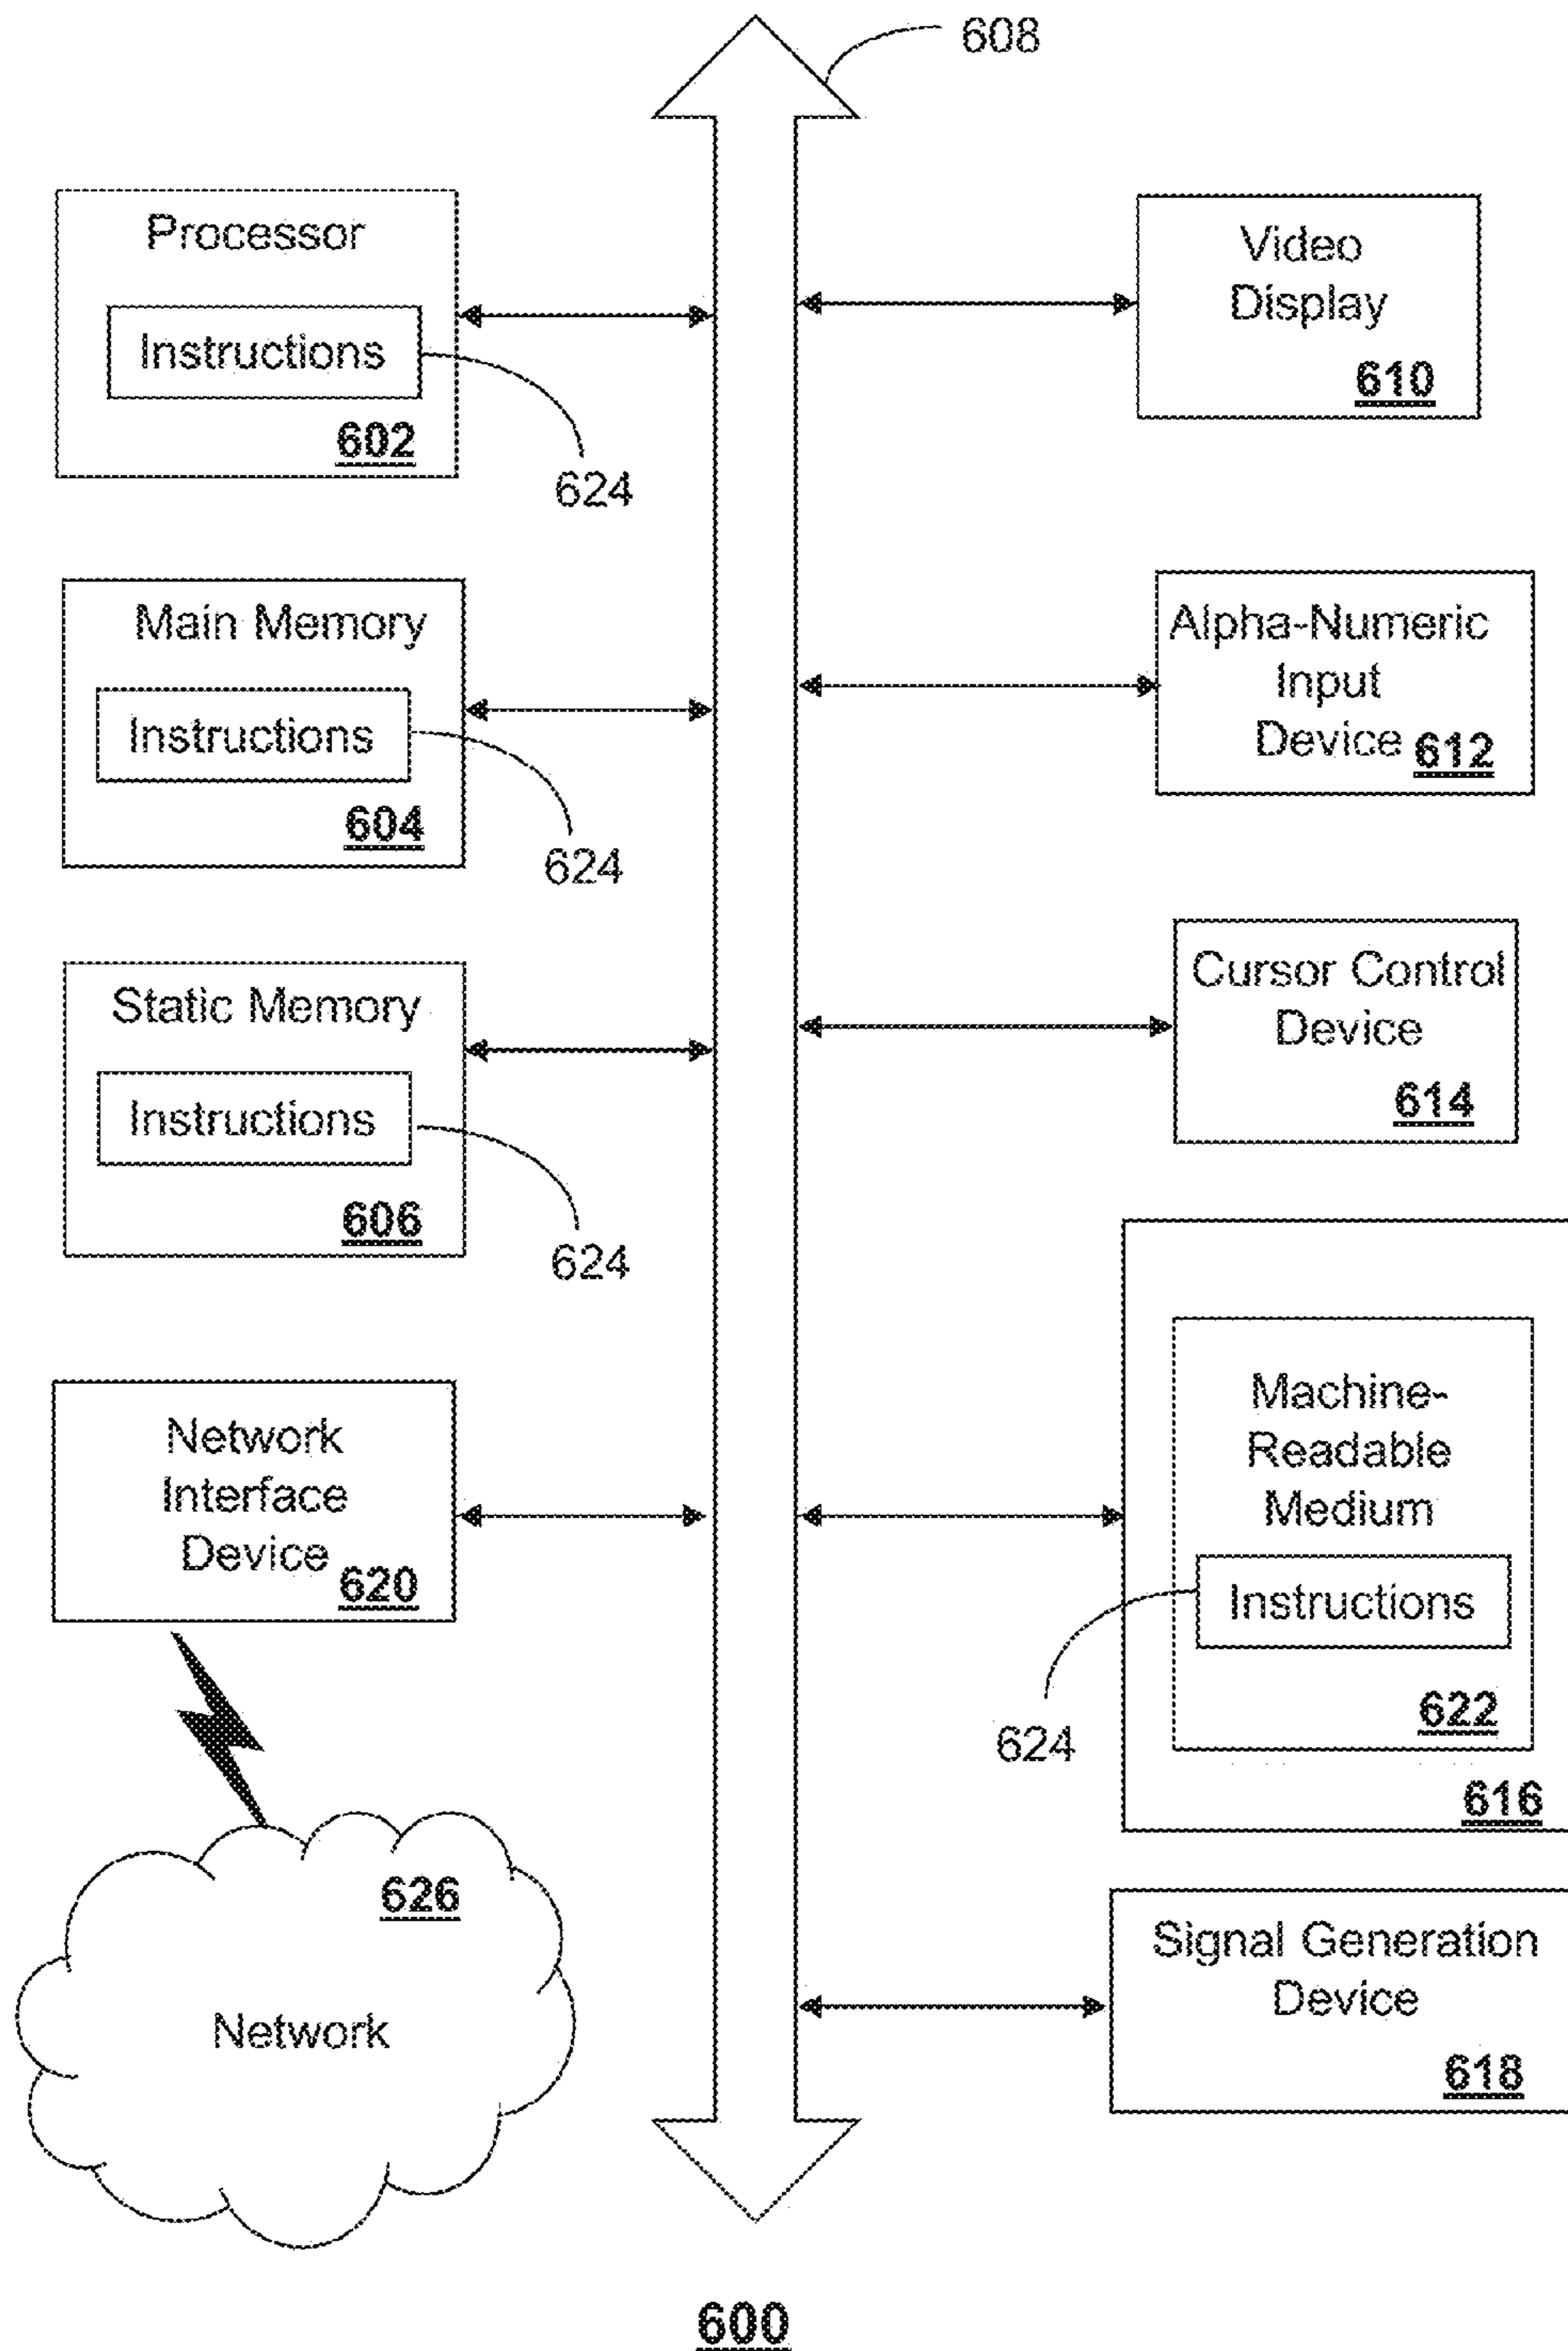 608
Processor
Instructions
602
624
Main Memory
Instructions
604
624
Static Memory
Instructions
606
624
Network
Interface
Device
620
626
Network
Video
Display
610
Alpha-Numeric
Input
Device
612
Cursor Control
Device
614
Machine-
Readable
Medium
Instructions
622
624
616
Signal Generation
Device
618
600